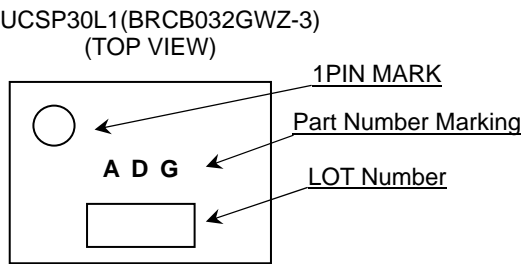 UCSP30L1(BRCB032GWZ-3)
(TOP VIEW)
1PIN MARK
Part Number Marking
A D G
LOT Number